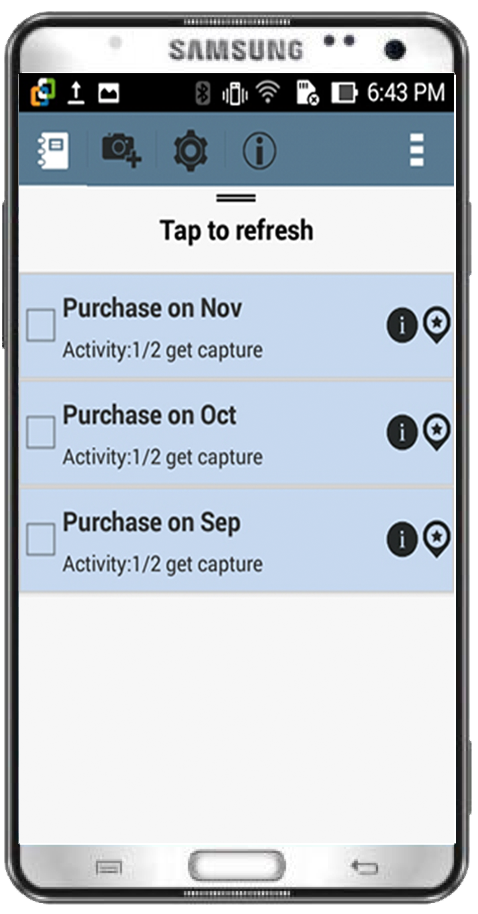 SAMSUNG
6:43 PM
Tap to refresh
Purchase on Nov
Activity:1/2 get capture
Purchase on Oct
Activity:1/2 get capture
Purchase on Sep
Activity:1/2 get capture